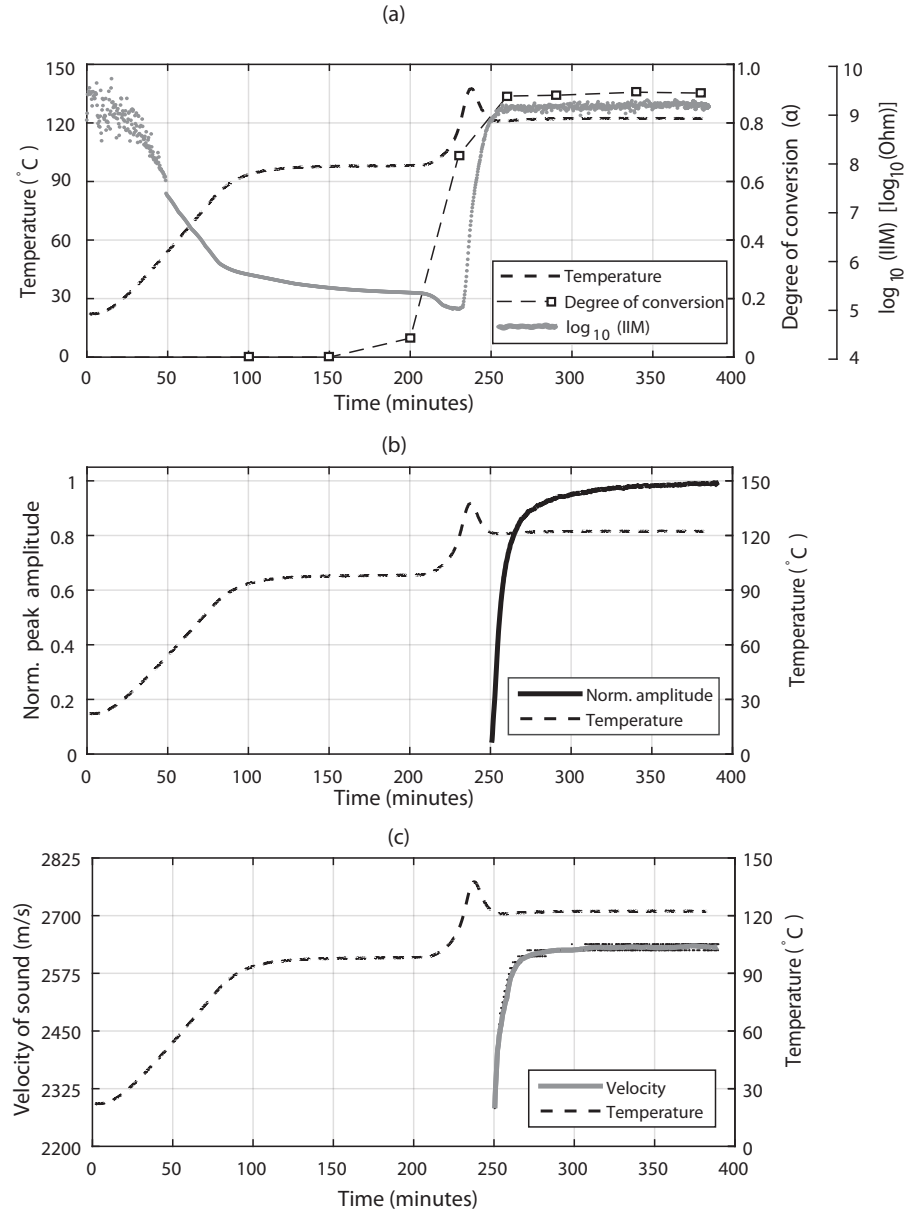 (a)
150
120
90
60
30
0
Temperature (°C)
1.0
0.8
0.6
0.4
0.2
0
Degree of conversion (α)
10
9
8
7
6
5
4
log10 (IIM) [log10(Ohm)]
Temperature
Degree of conversion
log10 (IIM)
0 50 100 150 200 250 300 350 400
Time (minutes)
(b)
1
0.8
0.6
0.4
0.2
0
Norm. peak amplitude
150
120
90
60
30
0
Temperature (°C)
Norm. amplitude
Temperature
0 50 100 150 200 250 300 350 400
Time (minutes)
(c)
2825
2700
2575
2450
2325
2200
Velocity of sound (m/s)
150
120
90
60
30
0
Temperature (°C)
Velocity
Temperature
0 50 100 150 200 250 300 350 400
Time (minutes)